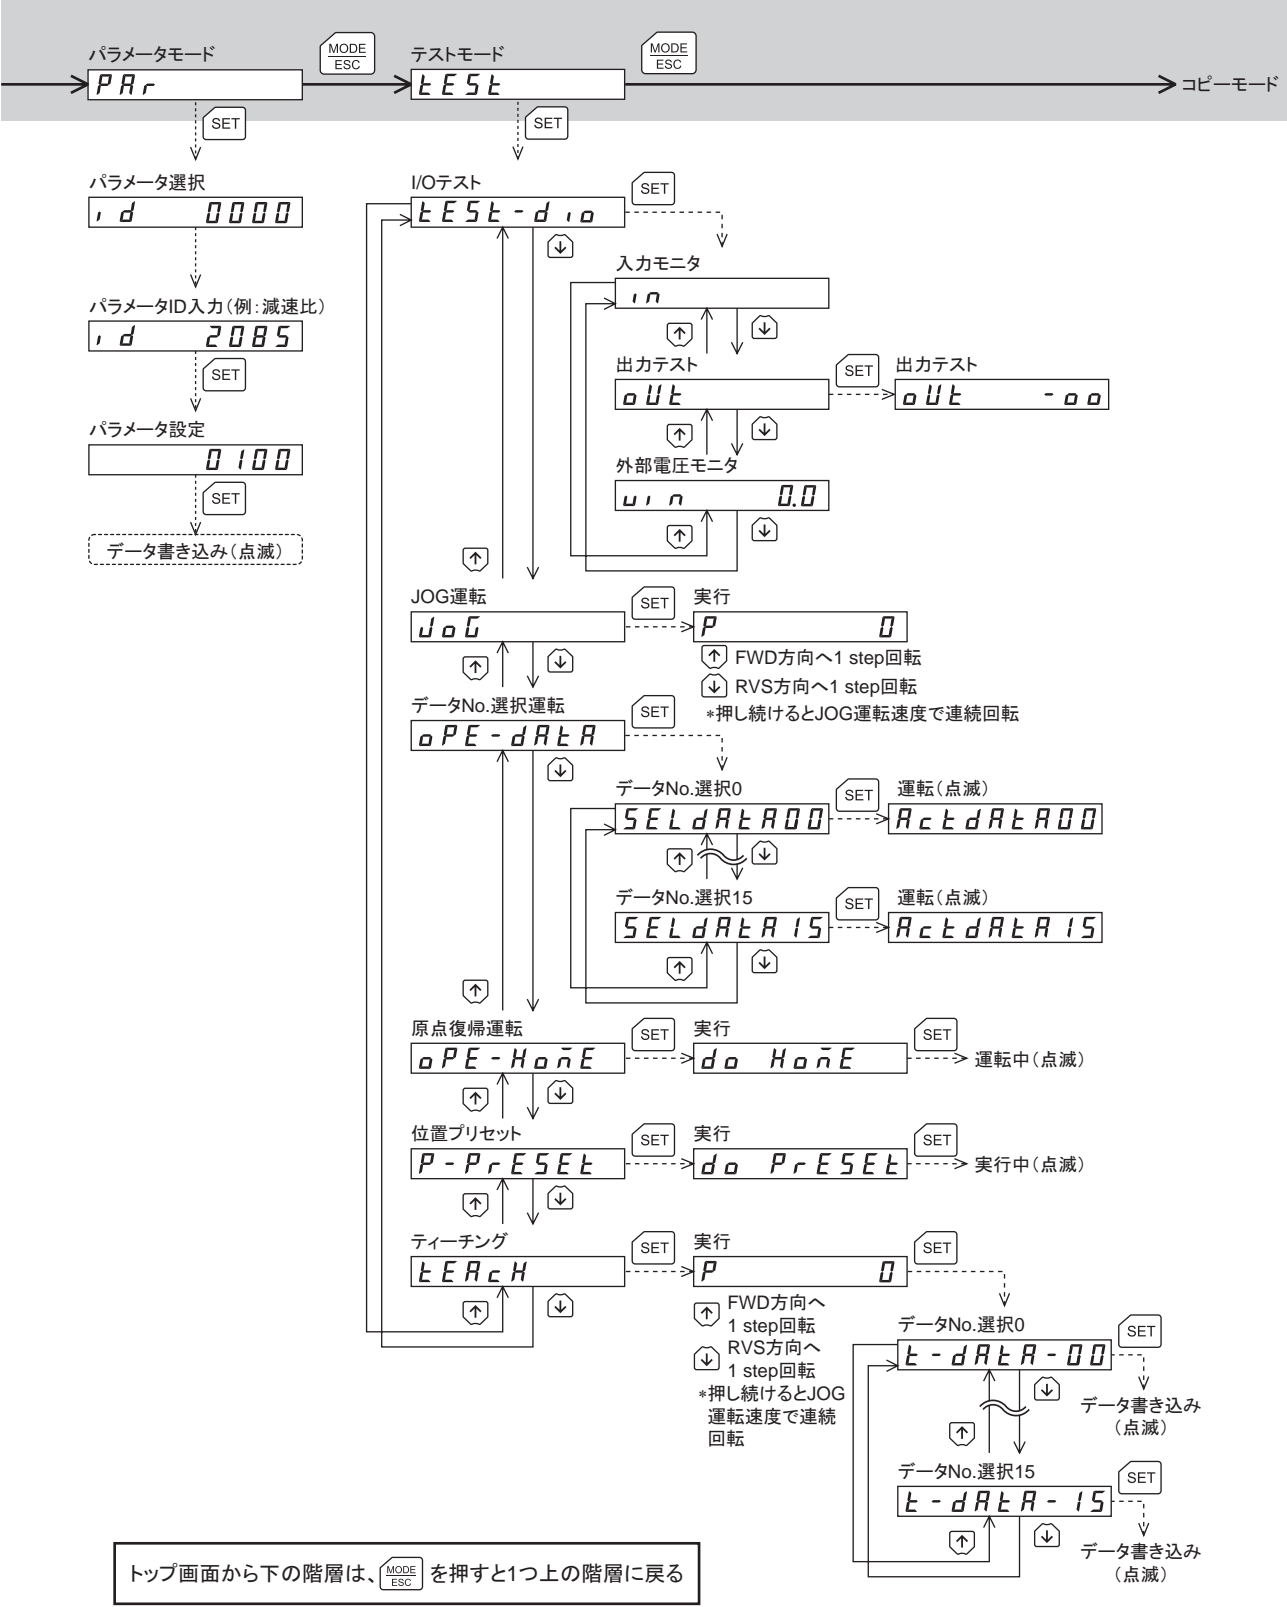 パラメータモード
MODE
ESC
テストモード
MODE
ESC
PAr
tESt
コピーモード
SET
SET
パラメータ選択
id 0000
パラメータID入力(例:減速比)
id 2085
SET
パラメータ設定
0100
SET
データ書き込み(点滅)
I/Oテスト
SET
tESt-dio
入力モニタ
in
出力テスト
SET
出力テスト
oUt
oUt -oo
外部電圧モニタ
vin 0.0
JOG運転
SET
実行
JoG
P 0
FWD方向へ1 step回転
RVS方向へ1 step回転
*押し続けるとJOG運転速度で連続回転
データNo.選択運転
SET
oPE-dAtA
データNo.選択0
SET
運転(点滅)
SELdAtA00
ActdAtA00
データNo.選択15
SET
運転(点滅)
SELdAtA15
ActdAtA15
原点復帰運転
SET
実行
SET
oPE-HomE
do HomE
運転中(点滅)
位置プリセット
SET
実行
SET
P-PrESEt
do PrESEt
実行中(点滅)
ティーチング
SET
実行
SET
tEAcH
P 0
FWD方向へ
1 step回転
RVS方向へ
1 step回転
*押し続けるとJOG
運転速度で連続
回転
データNo.選択0
SET
t-dAtA-00
データ書き込み
(点滅)
データNo.選択15
SET
t-dAtA-15
データ書き込み
(点滅)
トップ画面から下の階層は、MODE ESC を押すと1つ上の階層に戻る